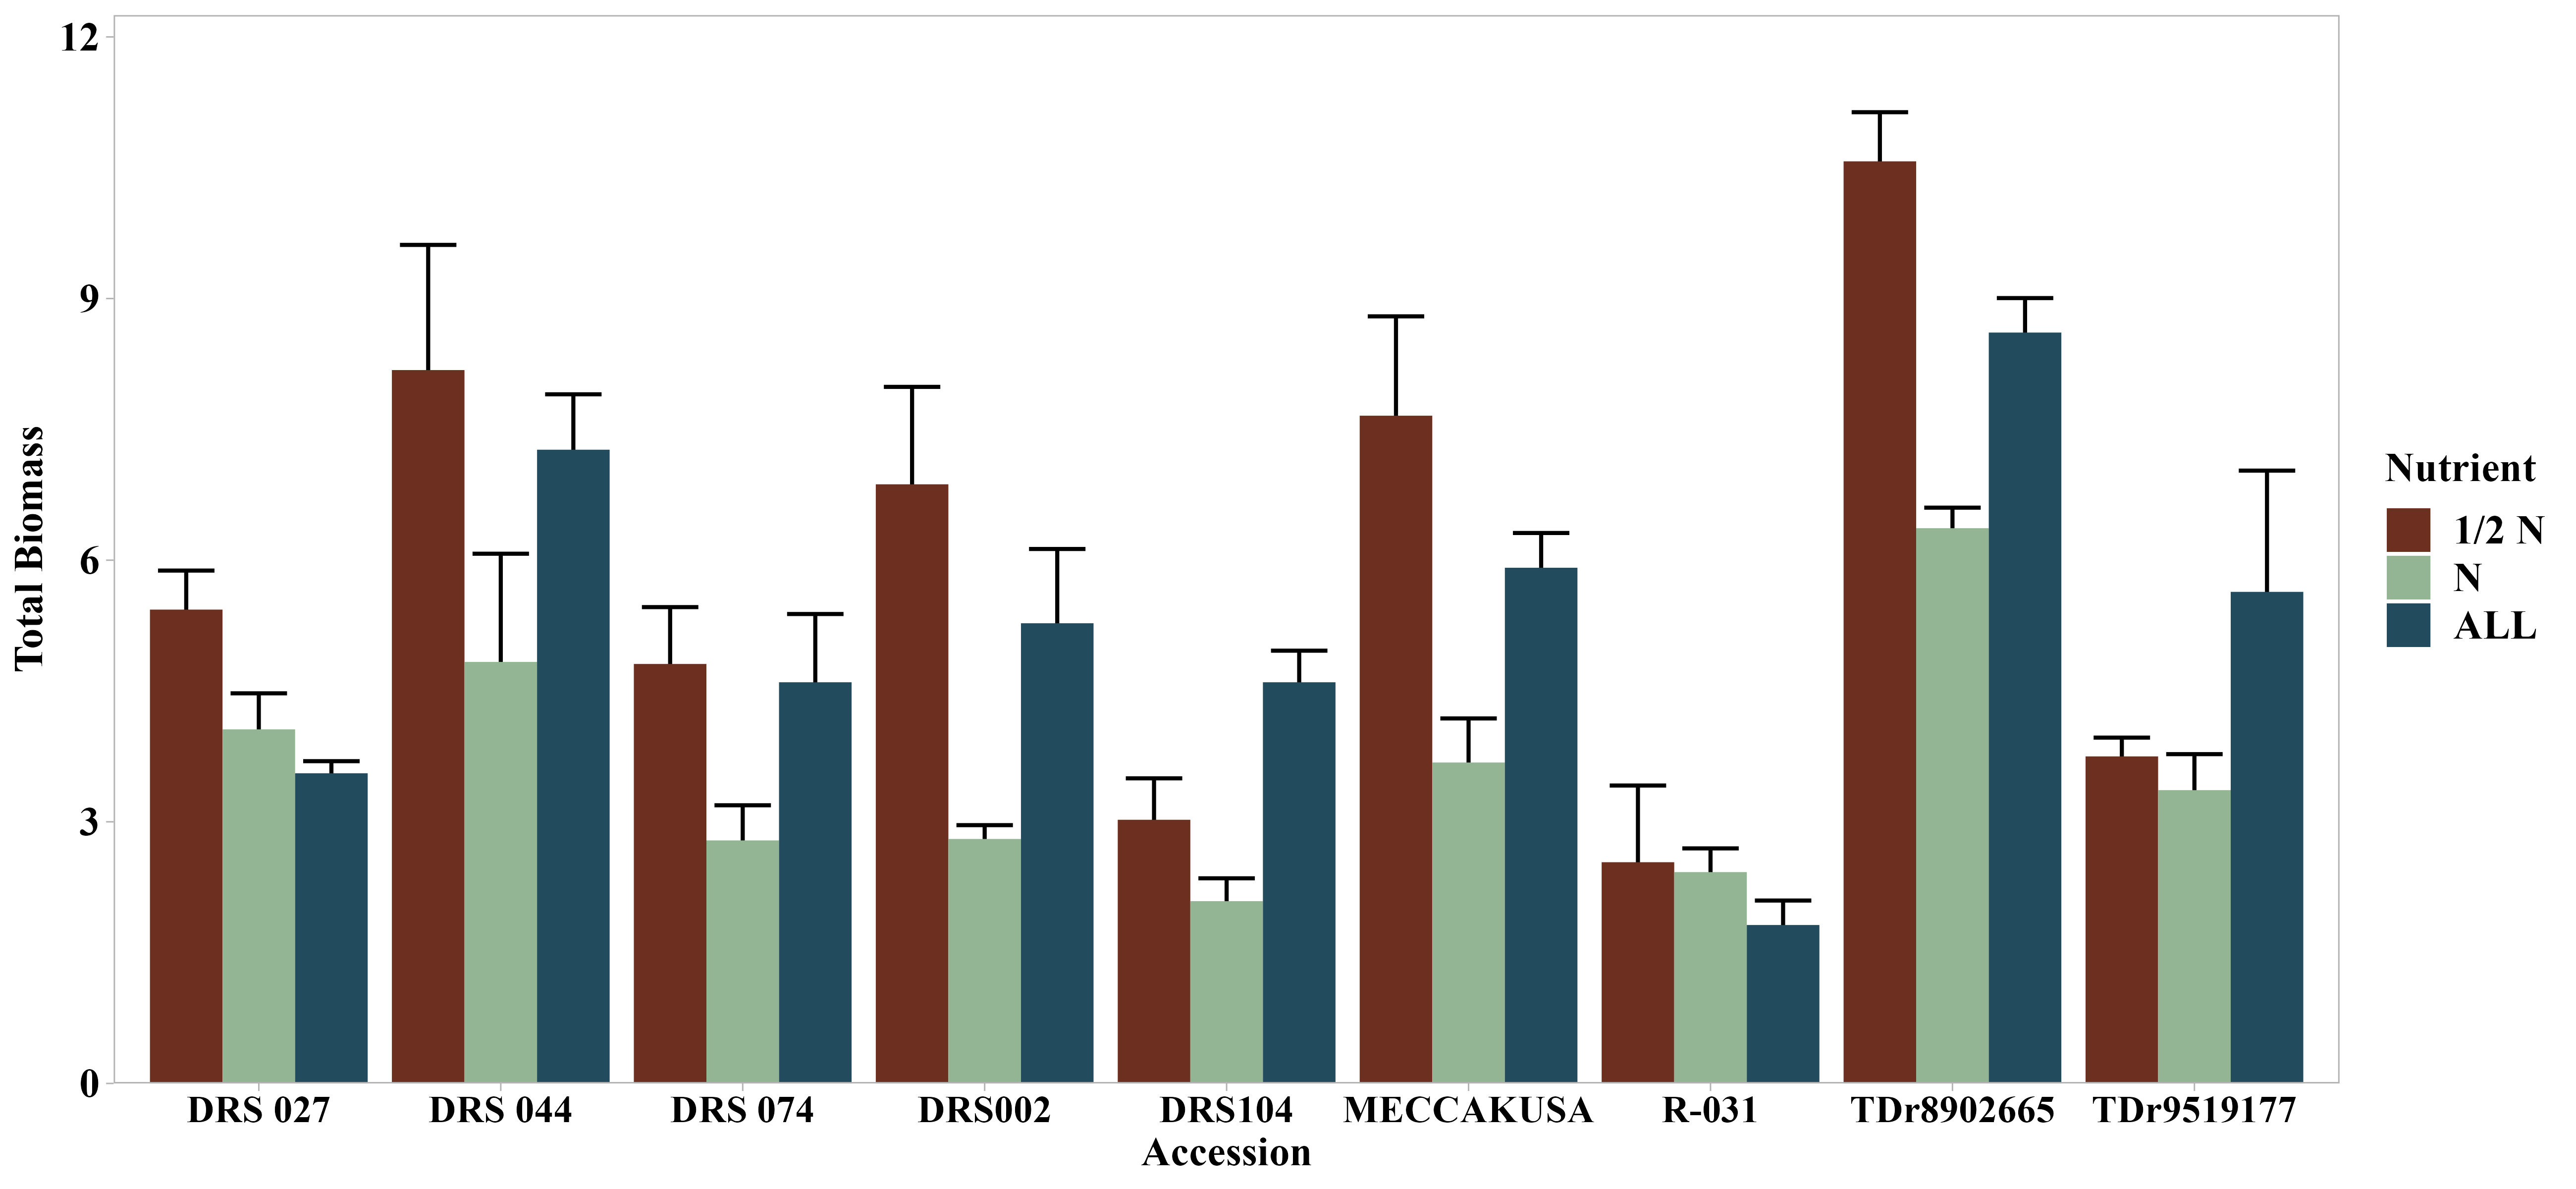 12
9
6
3
0
Total Biomass
DRS 027 DRS 044 DRS 074 DRS002 DRS104 MECCAKUSA R-031 TDr8902665 TDr9519177
Accession
Nutrient
1/2 N
N
ALL